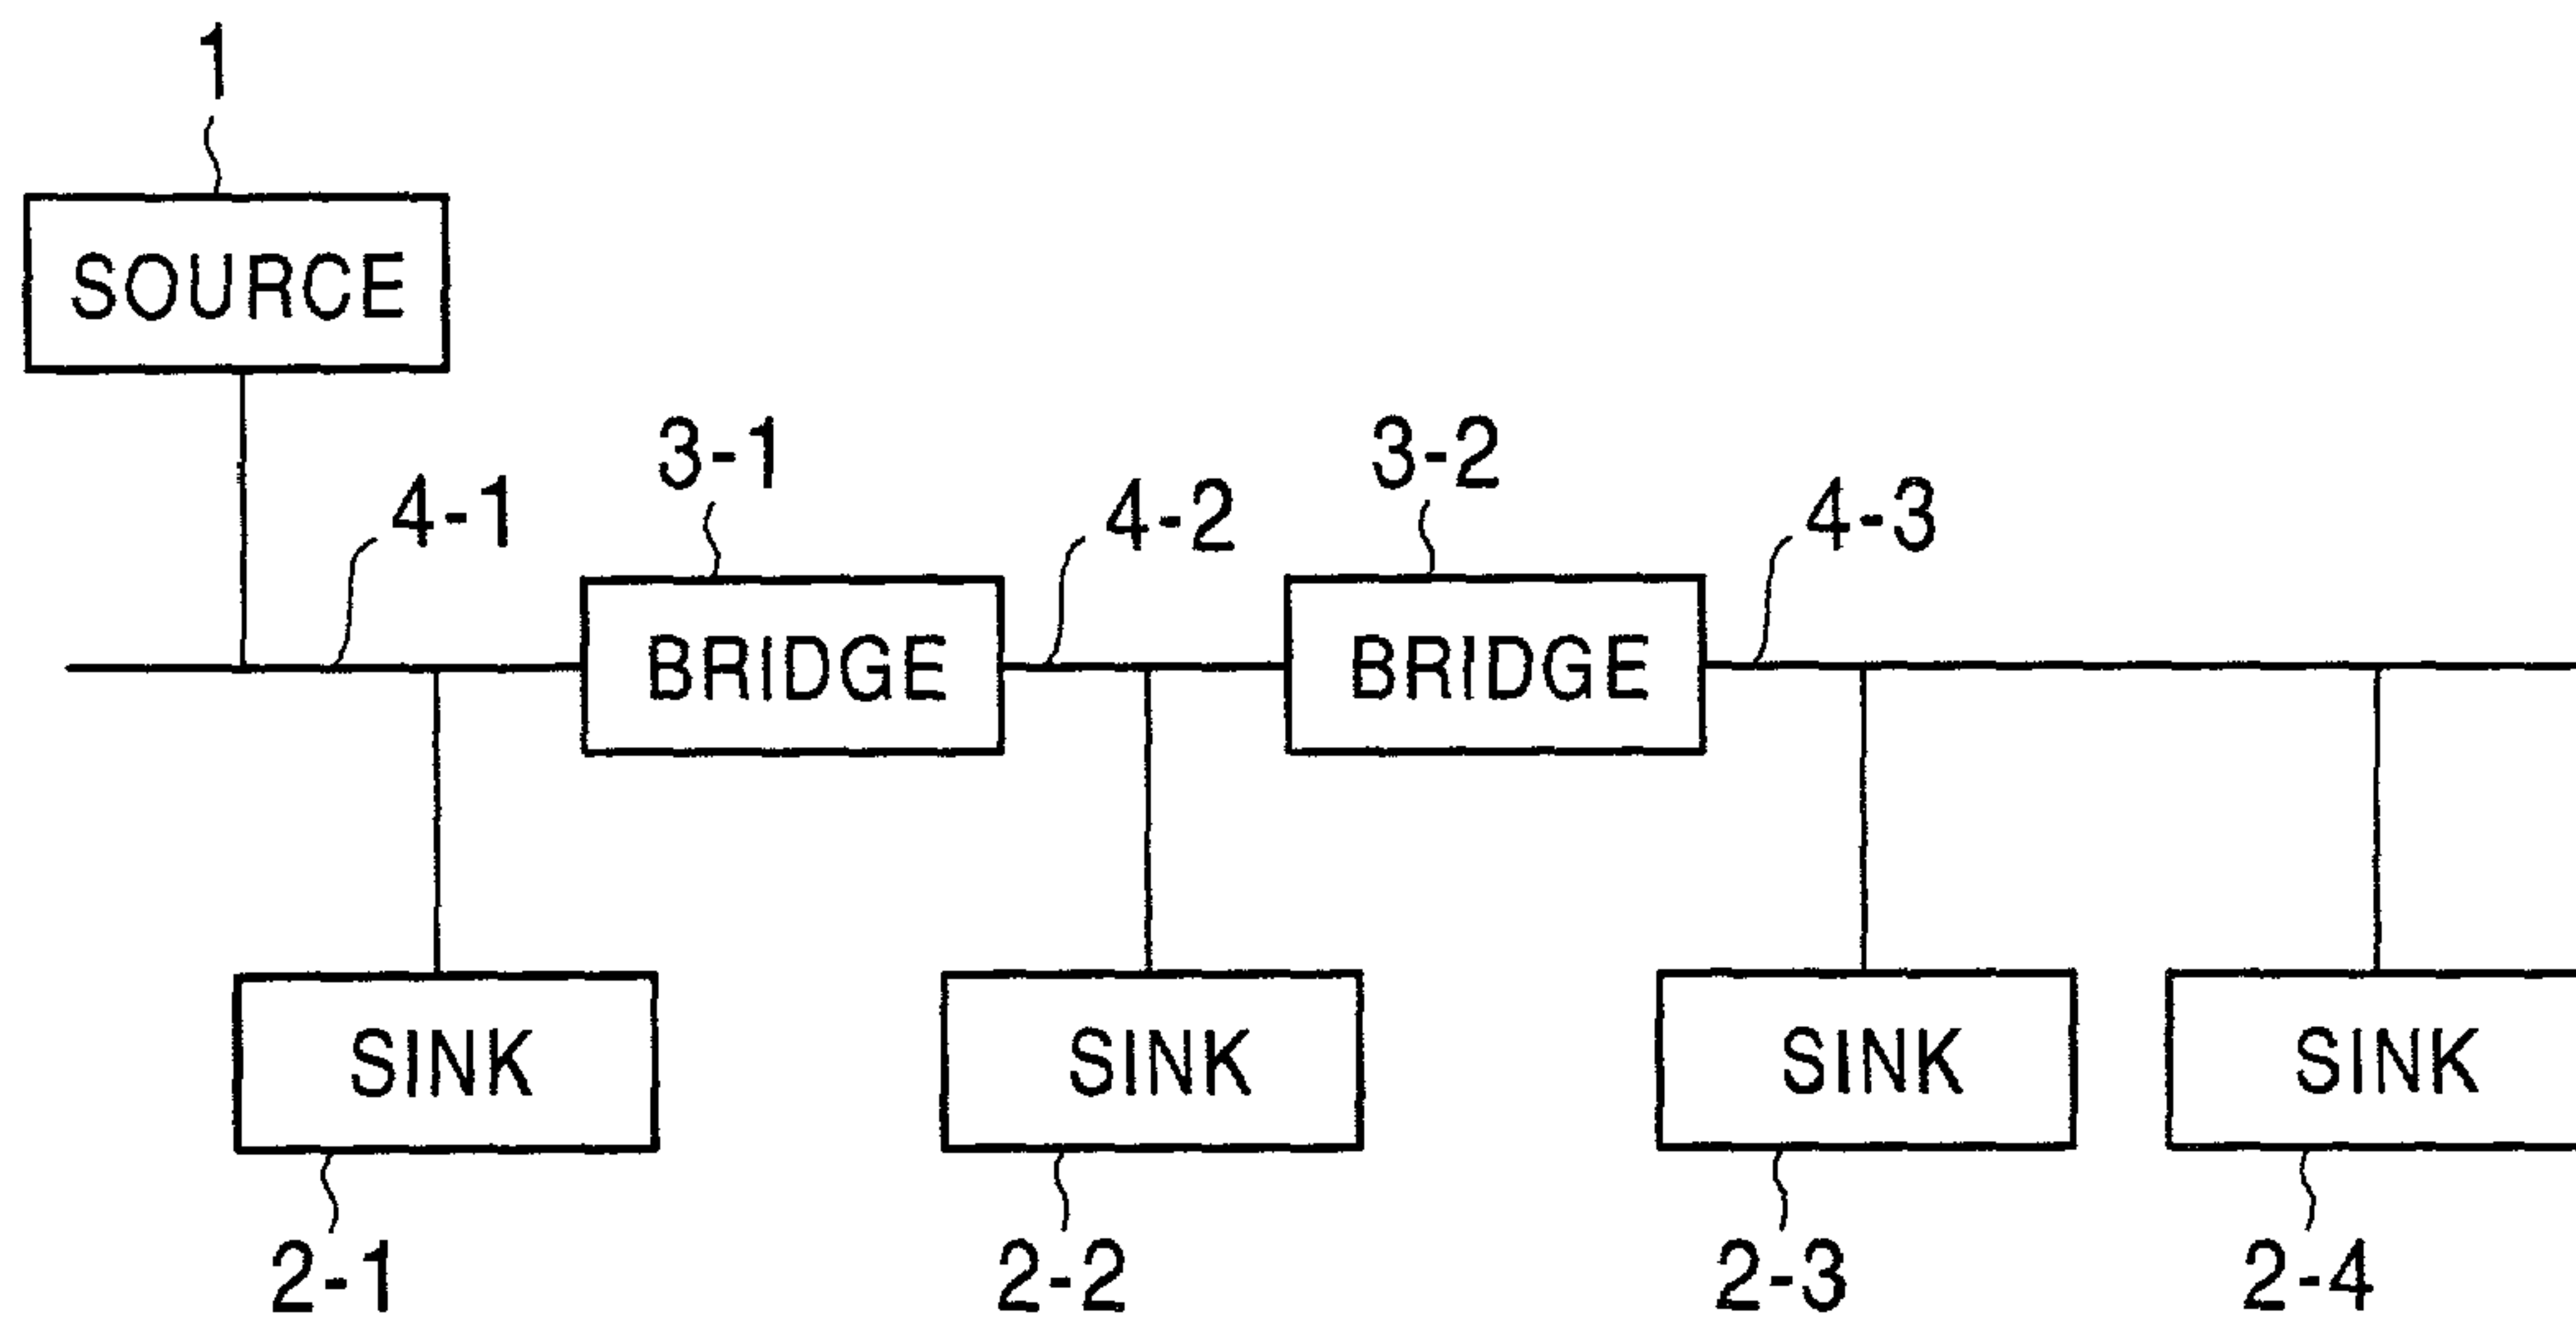 1
SOURCE
3-1
3-2
4-1
4-2
4-3
BRIDGE
BRIDGE
SINK
SINK
SINK
SINK
2-1
2-2
2-3
2-4